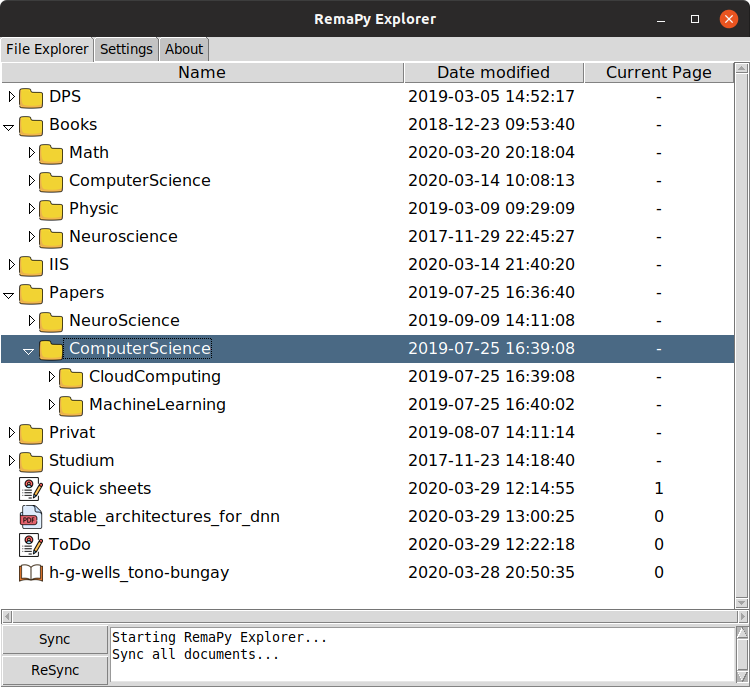 RemaPy Explorer
File Explorer Settings About
Name Date modified Current Page
DPS 2019-03-05 14:52:17 -
Books 2018-12-23 09:53:40 -
Math 2020-03-20 20:18:04 -
ComputerScience 2020-03-14 10:08:13 -
Physic 2019-03-09 09:29:09 -
Neuroscience 2017-11-29 22:45:27 -
IIS 2020-03-14 21:40:20 -
Papers 2019-07-25 16:36:40 -
NeuroScience 2019-09-09 14:11:08 -
ComputerScience 2019-07-25 16:39:08 -
CloudComputing 2019-07-25 16:39:08 -
MachineLearning 2019-07-25 16:40:02 -
Privat 2019-08-07 14:11:14 -
Studium 2017-11-23 14:18:40 -
Quick sheets 2020-03-29 12:14:55 1
PDF stable_architectures_for_dnn 2020-03-29 13:00:25 0
ToDo 2020-03-29 12:22:18 0
h-g-wells_tono-bungay 2020-03-28 20:50:35 0
Sync Starting RemaPy Explorer...
Sync all documents...
ReSync